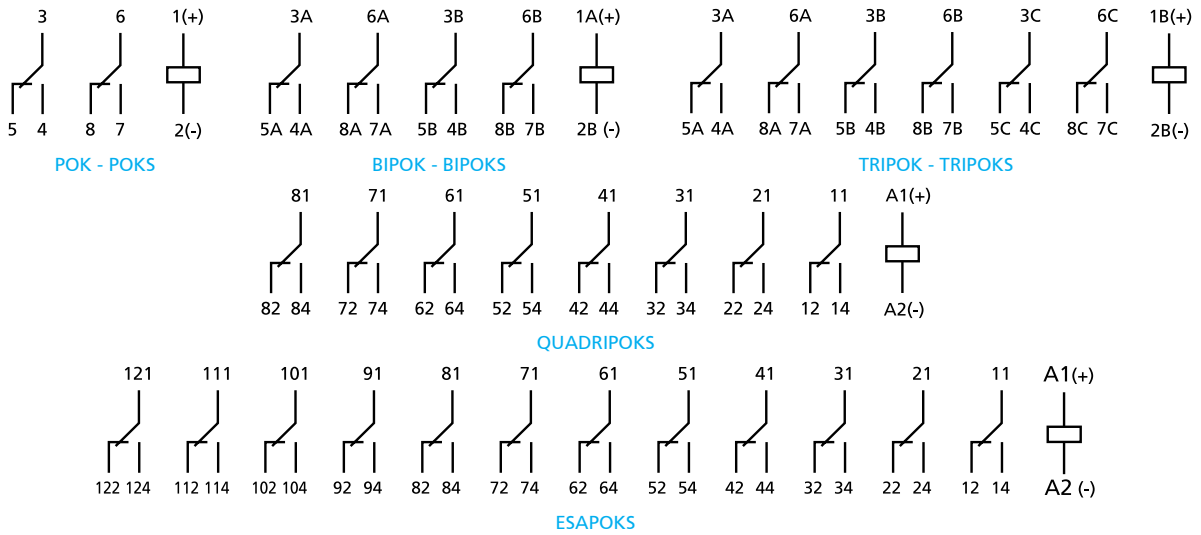 3 6 1(+) 3A 6A 3B 6B 1A(+) 3A 6A 3B 6B 3C 6C 1B(+)
5 4 8 7 2(-) 5A 4A 8A 7A 5B 4B 8B 7B 2B (-) 5A 4A 8A 7A 5B 4B 8B 7B 5C 4C 8C 7C 2B(-)
POK - POKS BIPOK - BIPOKS TRIPOK - TRIPOKS
81 71 61 51 41 31 21 11 A1(+)
82 84 72 74 62 64 52 54 42 44 32 34 22 24 12 14 A2(-)
QUADRIPOKS
121 111 101 91 81 71 61 51 41 31 21 11 A1(+)
122 124 112 114 102 104 92 94 82 84 72 74 62 64 52 54 42 44 32 34 22 24 12 14 A2 (-)
ESAPOKS